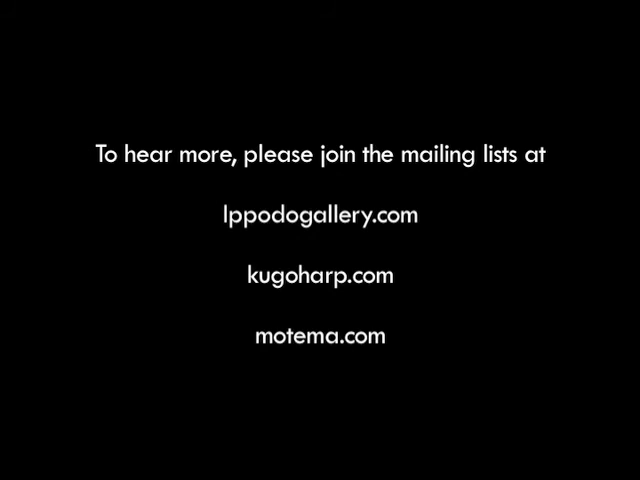 To hear more, please join the mailing lists at
Ippodogallery.com
kugoharp.com
motema.com